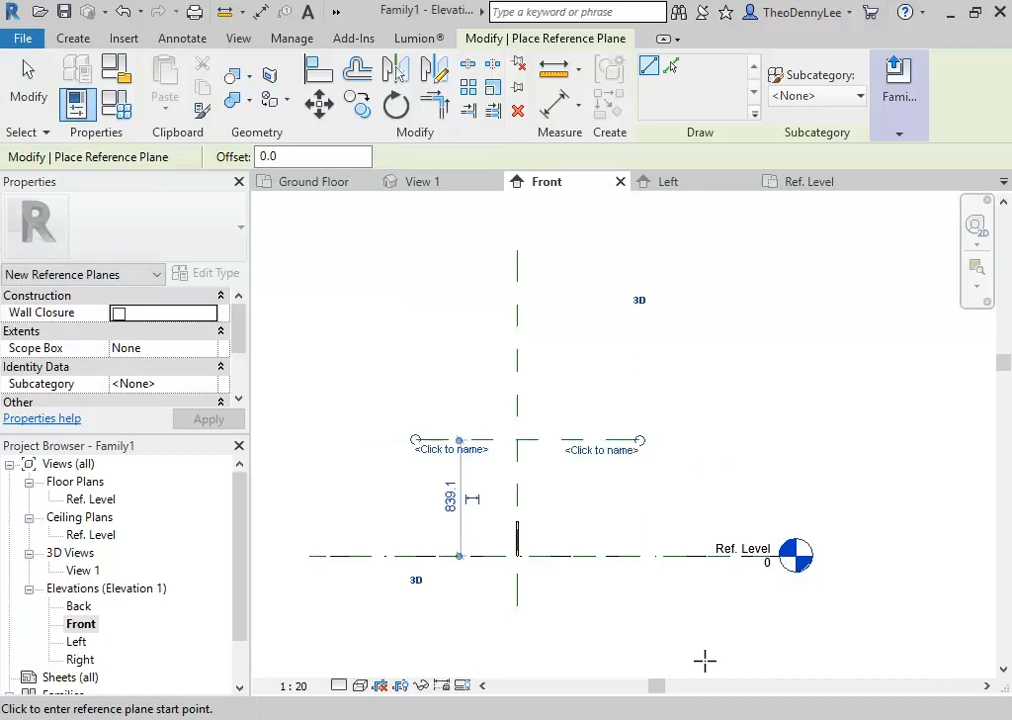 Family1 - Elevati...
Type a keyword or phrase
TheoDennyLee
File
Create
Insert
Annotate
View
Manage
Add-Ins
Lumion®
Modify | Place Reference Plane
Modify
Paste
Subcategory:
<None>
Fami...
Select
Properties
Clipboard
Geometry
Modify
Measure
Create
Draw
Subcategory
Modify | Place Reference Plane
Offset:
0.0
Properties
Ground Floor
View 1
Front
Left
Ref. Level
R
2D
New Reference Planes
Edit Type
Construction
Wall Closure
Extents
Scope Box
None
Identity Data
Subcategory
<None>
Other
Properties help
Apply
Project Browser - Family1
Views (all)
Floor Plans
Ref. Level
Ceiling Plans
Ref. Level
3D Views
View 1
Elevations (Elevation 1)
Back
Front
Left
Right
Sheets (all)
Families
3D
<Click to name>
<Click to name>
839.1
Ref. Level
0
3D
1 : 20
Click to enter reference plane start point.